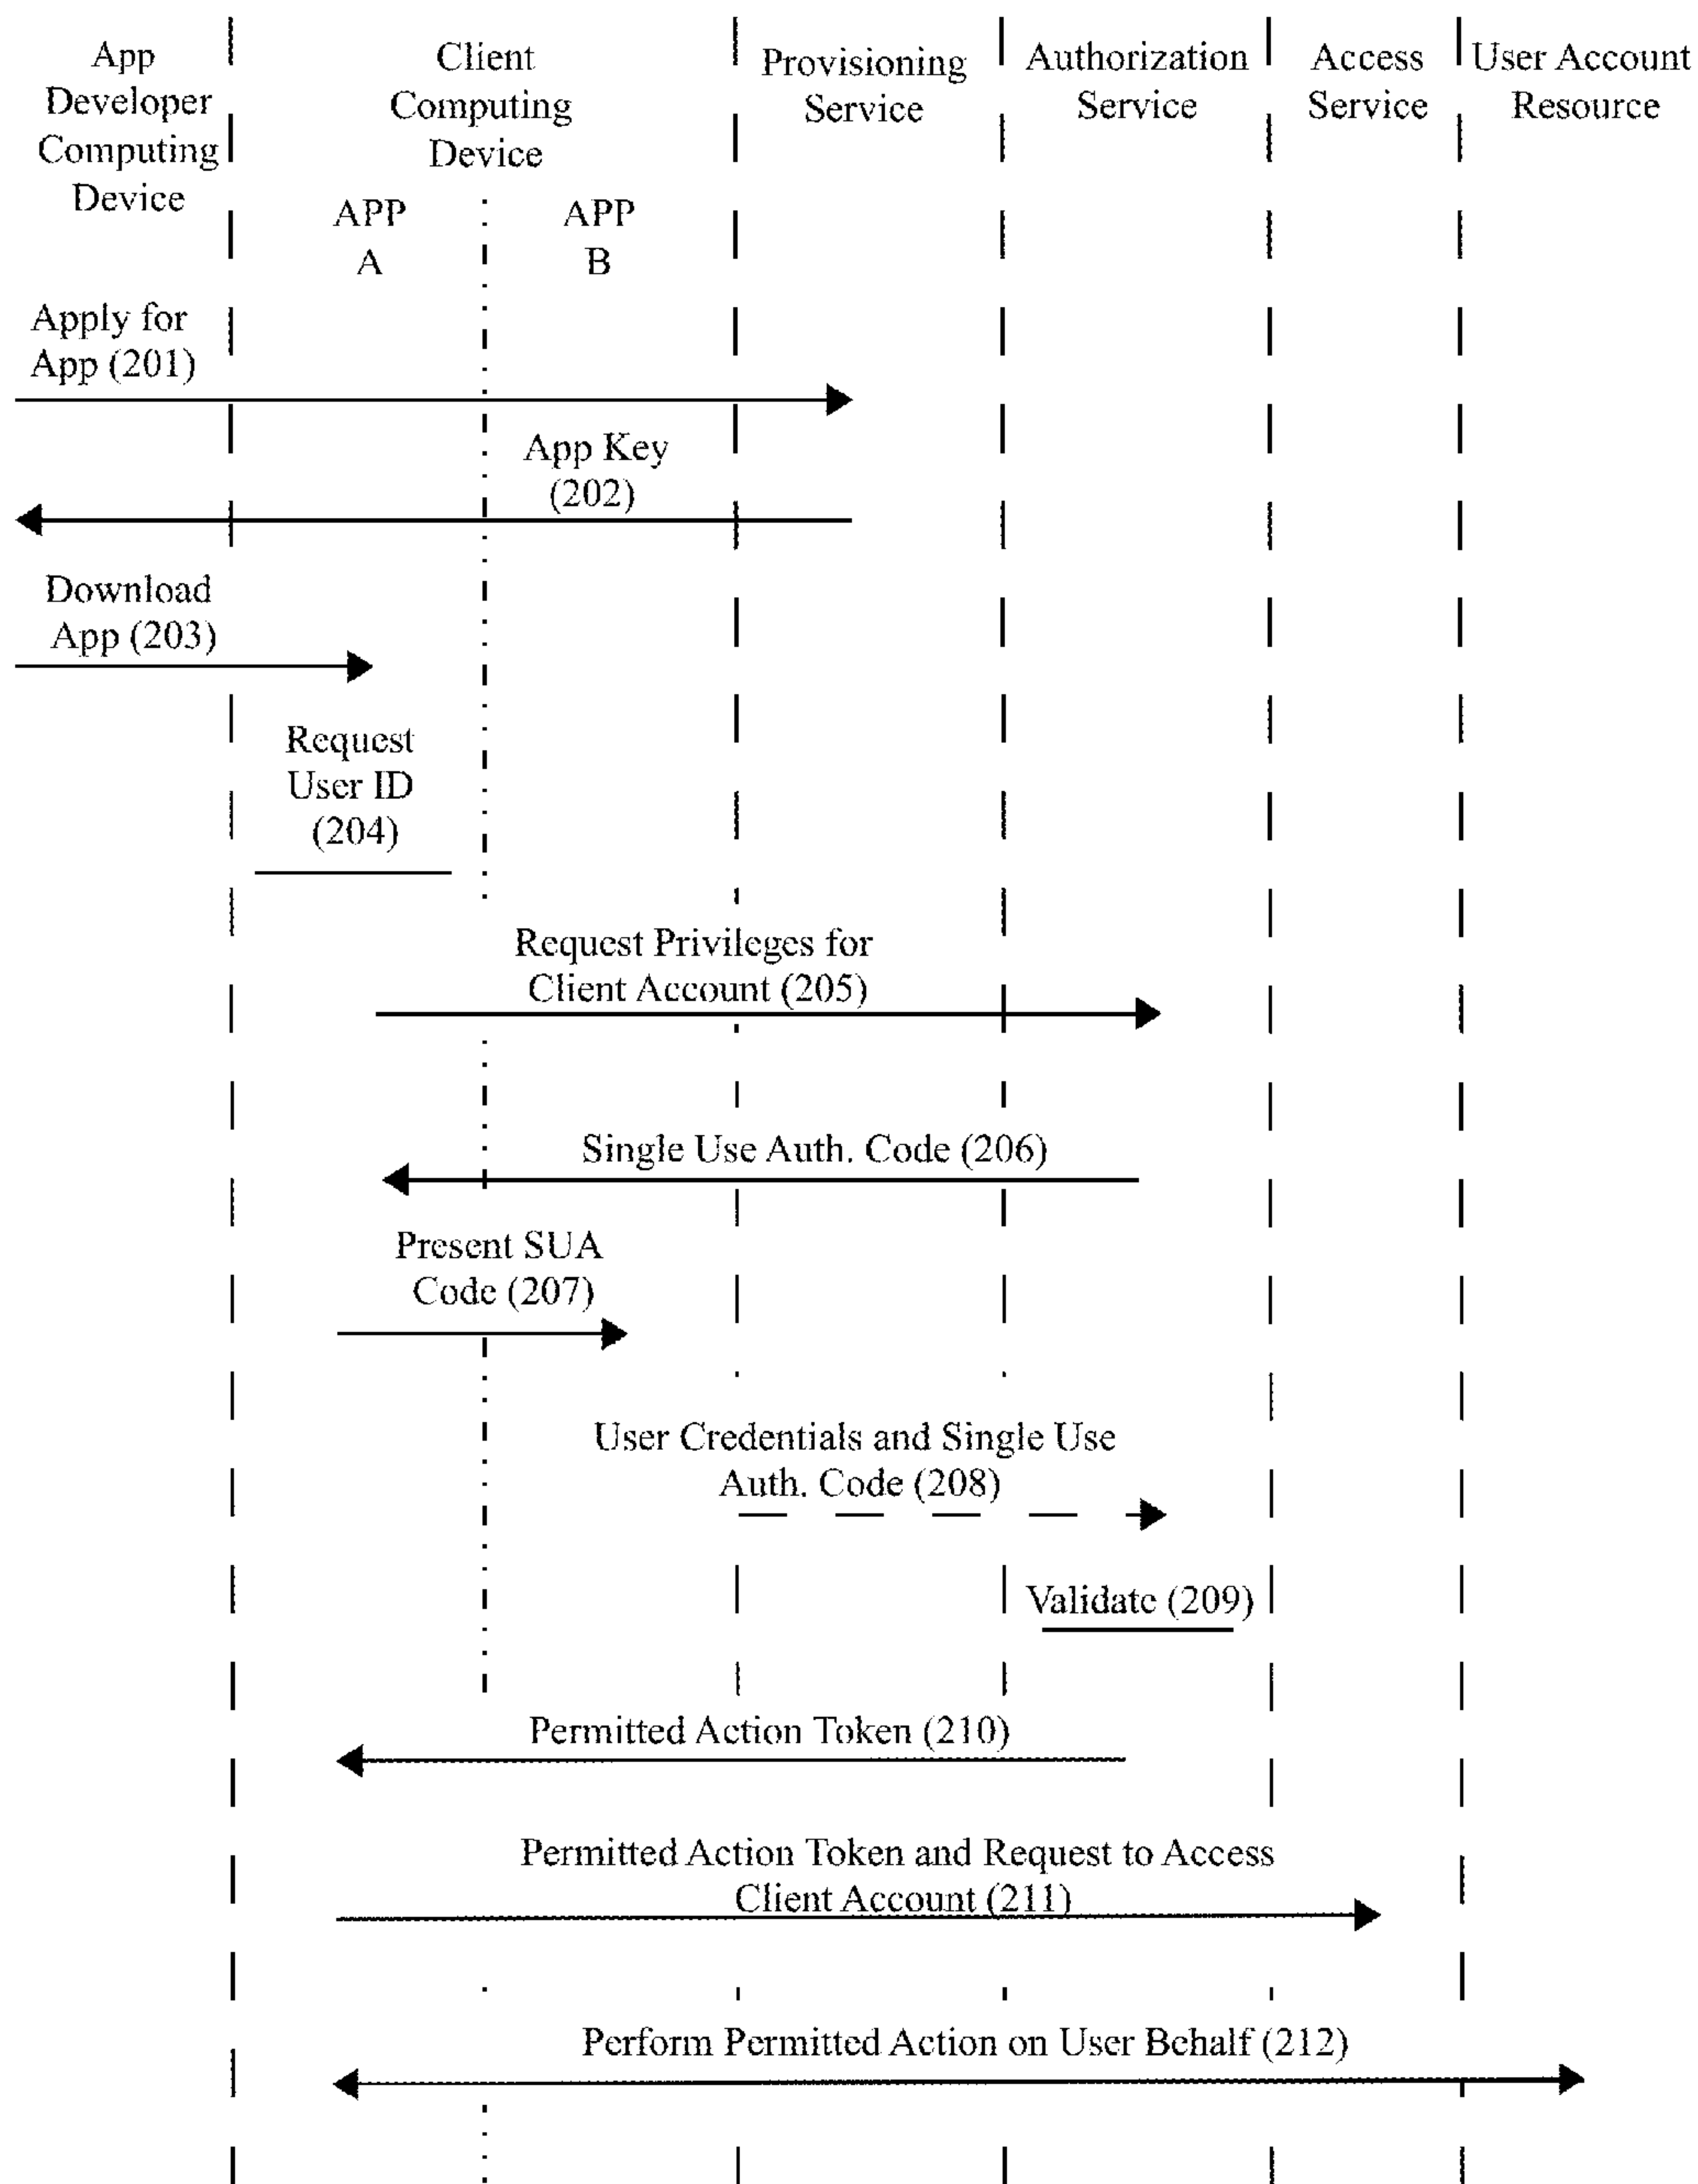 App
Developer
Computing
Device
Client
Computing
Device
APP
A
APP
B
Provisioning
Service
Authorization
Service
Access
Service
User Account
Resource
Apply for
App (201)
App Key
(202)
Download
App (203)
Request
User ID
(204)
Request Privileges for
Client Account (205)
Single Use Auth. Code (206)
Present SUA
Code (207)
User Credentials and Single Use
Auth. Code (208)
Validate (209)
Permitted Action Token (210)
Permitted Action Token and Request to Access
Client Account (211)
Perform Permitted Action on User Behalf (212)